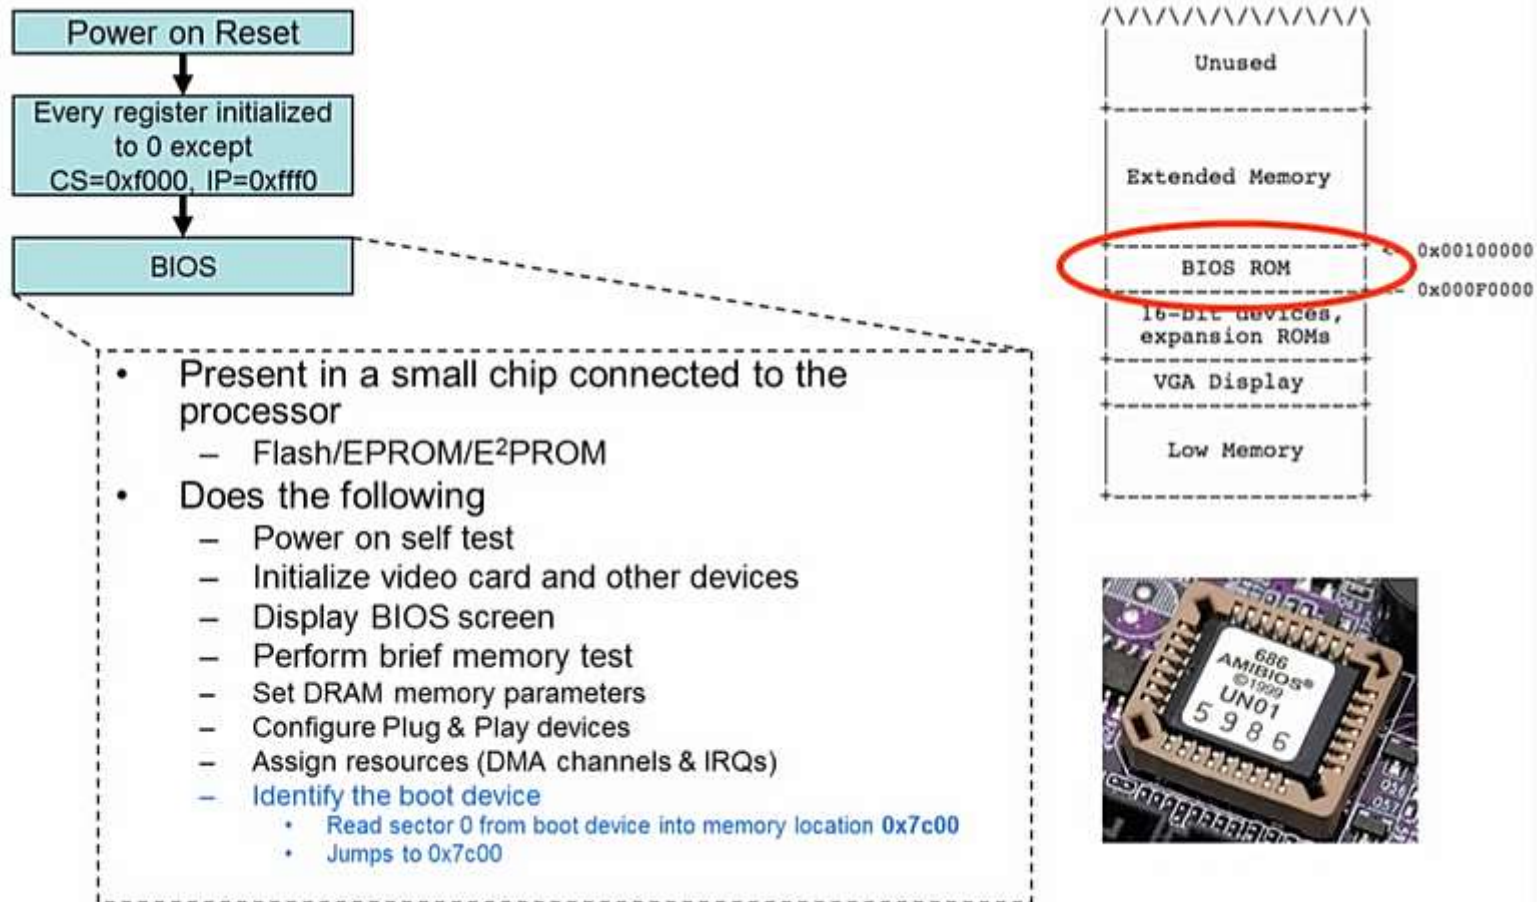 Power on Reset
Every register initialized
to 0 except
CS=0xf000, IP=0xfff0
BIOS
• Present in a small chip connected to the
processor
– Flash/EPROM/E²PROM
• Does the following
– Power on self test
– Initialize video card and other devices
– Display BIOS screen
– Perform brief memory test
– Set DRAM memory parameters
– Configure Plug & Play devices
– Assign resources (DMA channels & IRQs)
– Identify the boot device
• Read sector 0 from boot device into memory location 0x7c00
• Jumps to 0x7c00
Unused
Extended Memory
<- 0x00100000
BIOS ROM
<- 0x000F0000
16-bit devices,
expansion ROMs
VGA Display
Low Memory
686
AMIBIOS®
©1999
UN01
5986